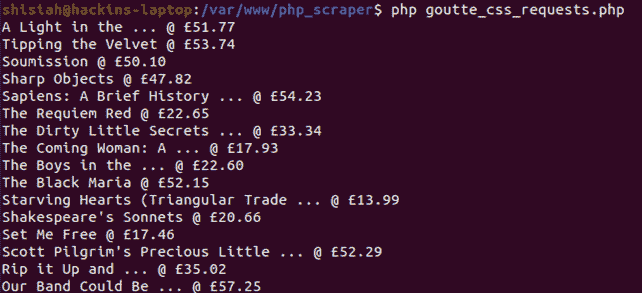 shistah@hackins-laptop:/var/www/php_scraper$ php goutte_css_requests.php
A Light in the ... @ £51.77
Tipping the Velvet @ £53.74
Soumission @ £50.10
Sharp Objects @ £47.82
Sapiens: A Brief History ... @ £54.23
The Requiem Red @ £22.65
The Dirty Little Secrets ... @ £33.34
The Coming Woman: A ... @ £17.93
The Boys in the ... @ £22.60
The Black Maria @ £52.15
Starving Hearts (Triangular Trade ... @ £13.99
Shakespeare's Sonnets @ £20.66
Set Me Free @ £17.46
Scott Pilgrim's Precious Little ... @ £52.29
Rip it Up and ... @ £35.02
Our Band Could Be ... @ £57.25